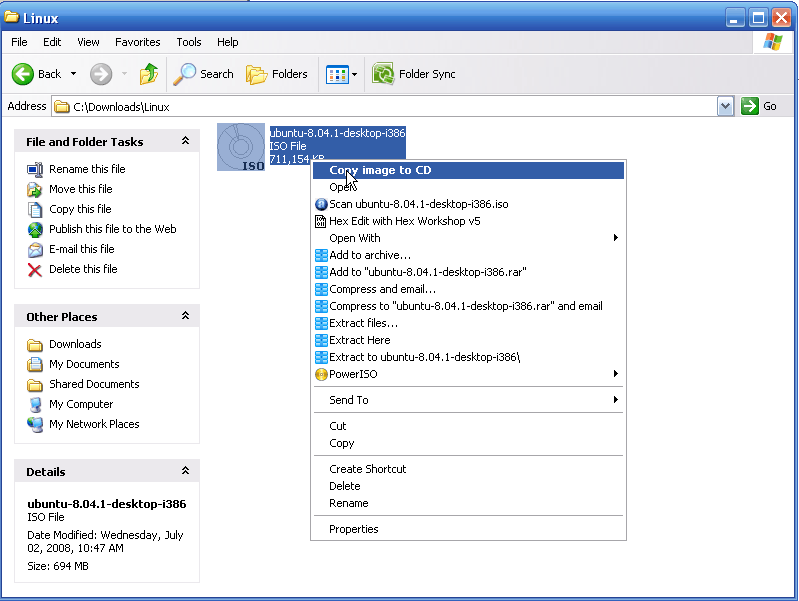 Linux
File Edit View Favorites Tools Help
Back Search Folders Folder Sync
Address C:\Downloads\Linux Go
File and Folder Tasks
Rename this file
Move this file
Copy this file
Publish this file to the Web
E-mail this file
Delete this file
Other Places
Downloads
My Documents
Shared Documents
My Computer
My Network Places
Details
ubuntu-8.04.1-desktop-i386
ISO File
Date Modified: Wednesday, July
02, 2008, 10:47 AM
Size: 694 MB
ISO
ubuntu-8.04.1-desktop-i386
ISO File
711,154 KB
Copy image to CD
Open
Scan ubuntu-8.04.1-desktop-i386.iso
Hex Edit with Hex Workshop v5
Open With
Add to archive...
Add to "ubuntu-8.04.1-desktop-i386.rar"
Compress and email...
Compress to "ubuntu-8.04.1-desktop-i386.rar" and email
Extract files...
Extract Here
Extract to ubuntu-8.04.1-desktop-i386\
PowerISO
Send To
Cut
Copy
Create Shortcut
Delete
Rename
Properties